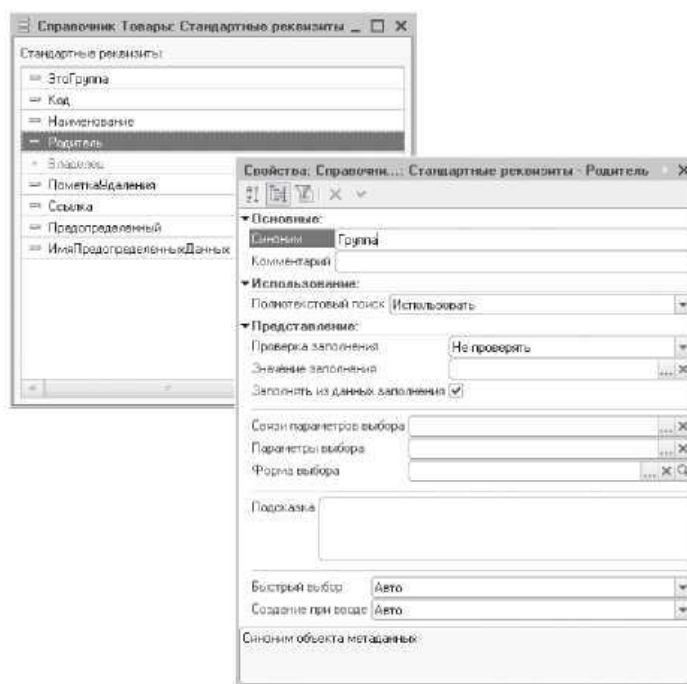 Справочник Товары: Стандартные реквизиты
Стандартные реквизиты:
ЭтоГруппа
Код
Наименование
Родитель
Владелец
ПометкаУдаления
Ссылка
Предопределенный
ИмяПредопределенныхДанных
Свойства: Справочни...: Стандартные реквизиты - Родитель
Основные:
Синоним Группа
Комментарий
Использование:
Полнотекстовый поиск Использовать
Представление:
Проверка заполнения Не проверять
Значение заполнения ...
Заполнять из данных заполнения
Связи параметров выбора ...
Параметры выбора ...
Форма выбора ...
Подсказка
Быстрый выбор Авто
Создание при вводе Авто
Синоним объекта метаданных